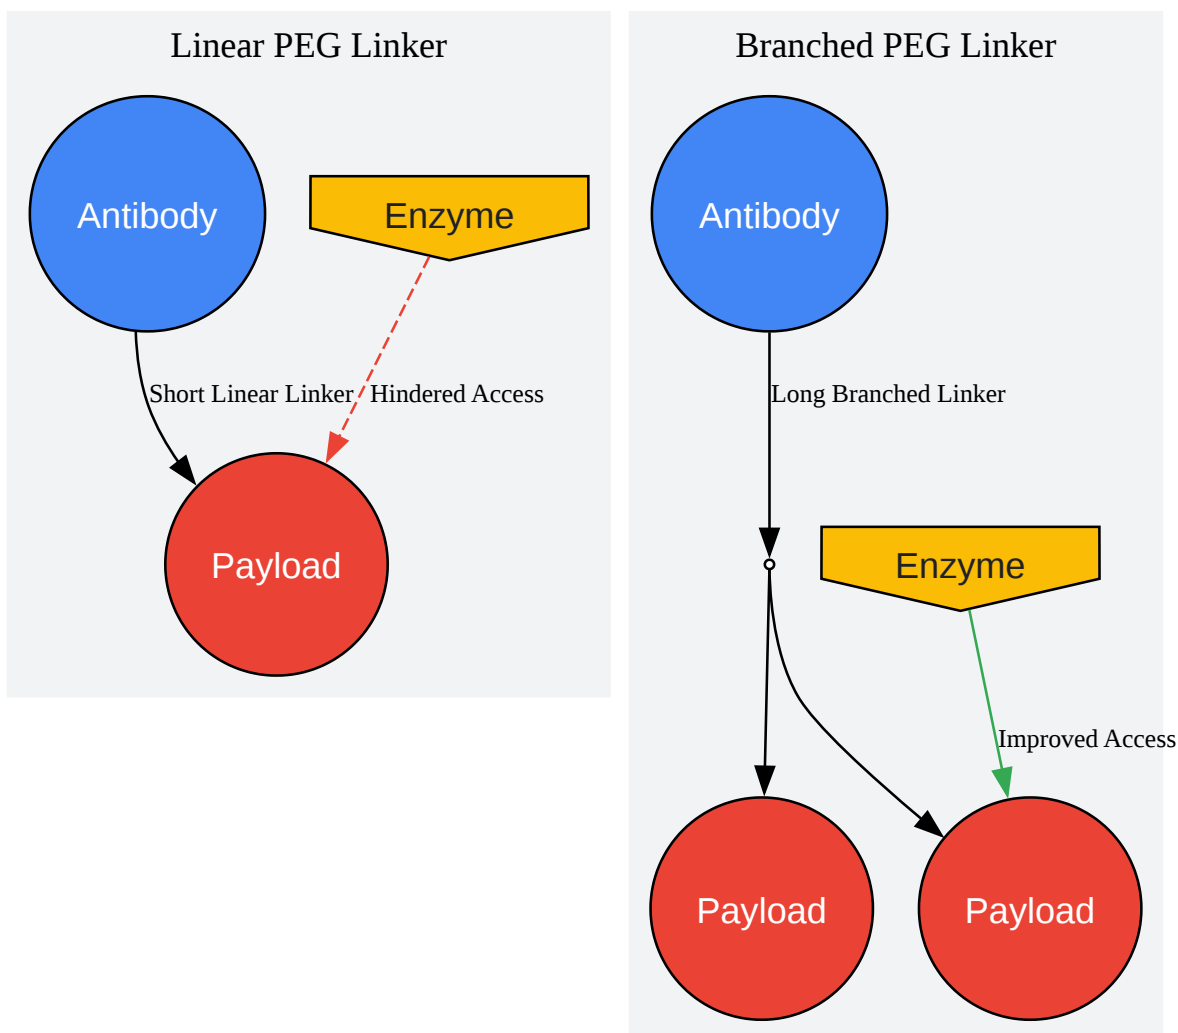 Linear PEG Linker
Antibody
Enzyme
Short Linear Linker
Hindered Access
Payload
Branched PEG Linker
Antibody
Long Branched Linker
Enzyme
Improved Access
Payload
Payload